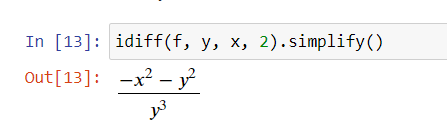 In [13]: idiff(f, y, x, 2).simplify()
Out[13]: −x² − y²
y³